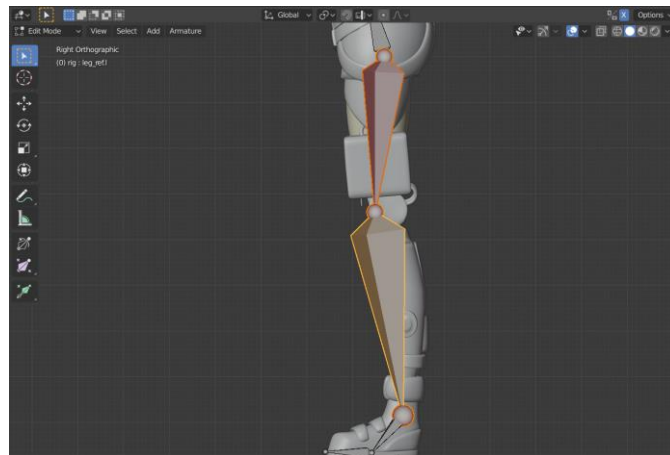 Global
Options
Edit Mode View Select Add Armature
X
Right Orthographic
(0) rig : leg_ref.l